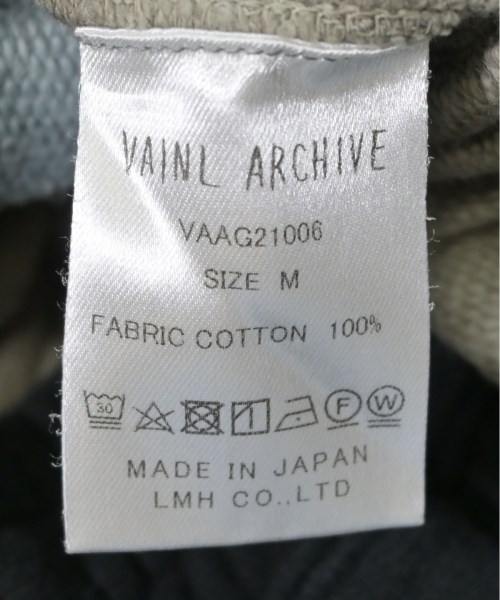 VAINL ARCHIVE
VAAG21006
SIZE M
FABRIC COTTON 100%
30 F W
MADE IN JAPAN
LMH CO.,LTD